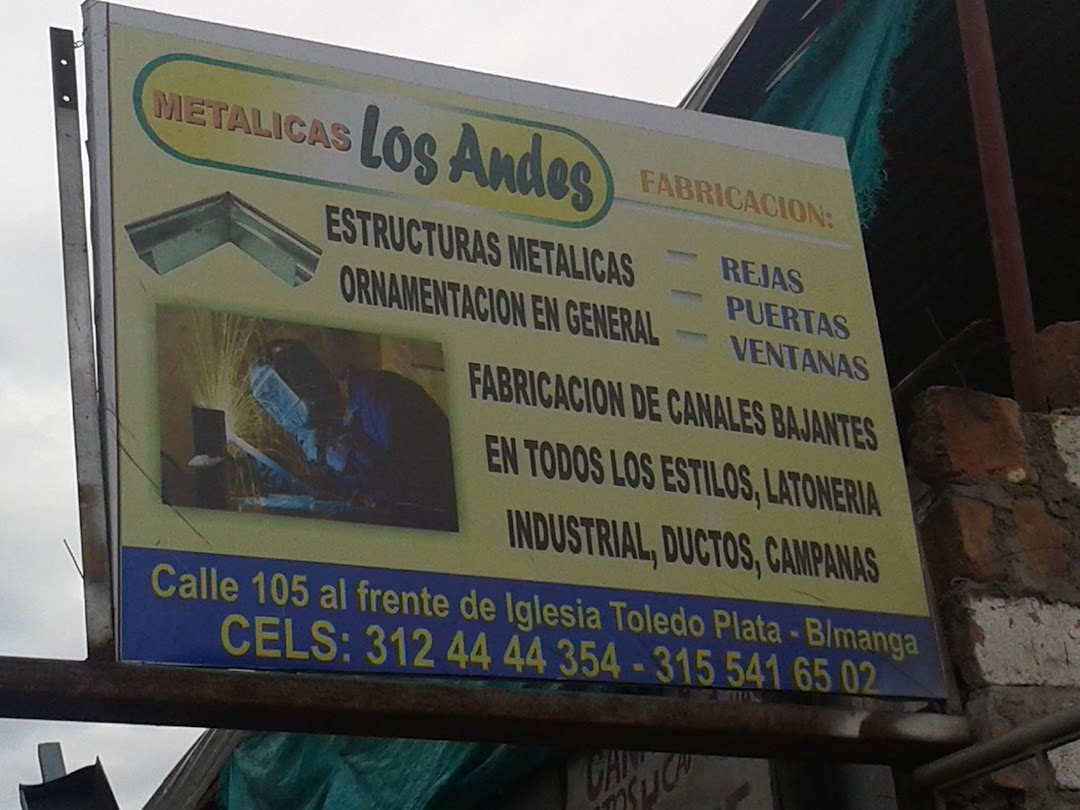 METALICAS Los Andes
FABRICACION:
ESTRUCTURAS METALICAS
ORNAMENTACION EN GENERAL
REJAS
PUERTAS
VENTANAS
FABRICACION DE CANALES BAJANTES
EN TODOS LOS ESTILOS, LATONERIA
INDUSTRIAL, DUCTOS, CAMPANAS
Calle 105 al frente de Iglesia Toledo Plata - B/manga
CELS: 312 44 44 354 - 315 541 65 02